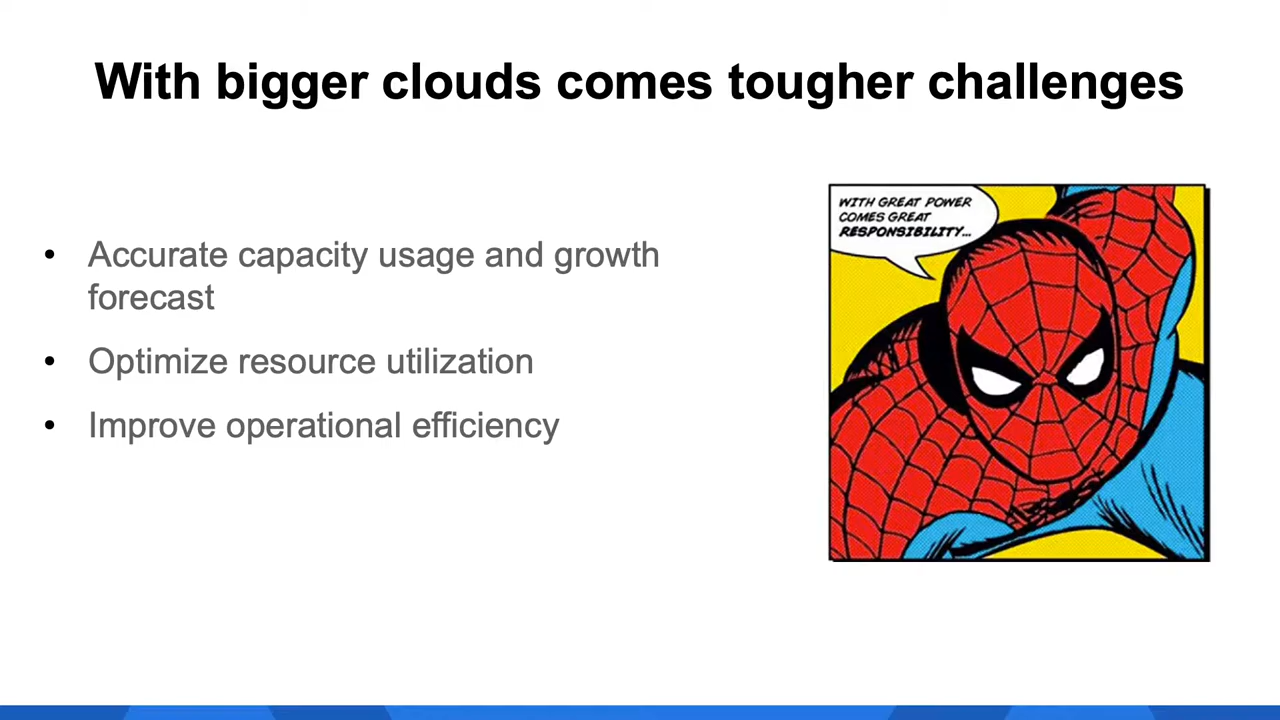 With bigger clouds comes tougher challenges
• Accurate capacity usage and growth
forecast
• Optimize resource utilization
• Improve operational efficiency
WITH GREAT POWER
COMES GREAT
RESPONSIBILITY...